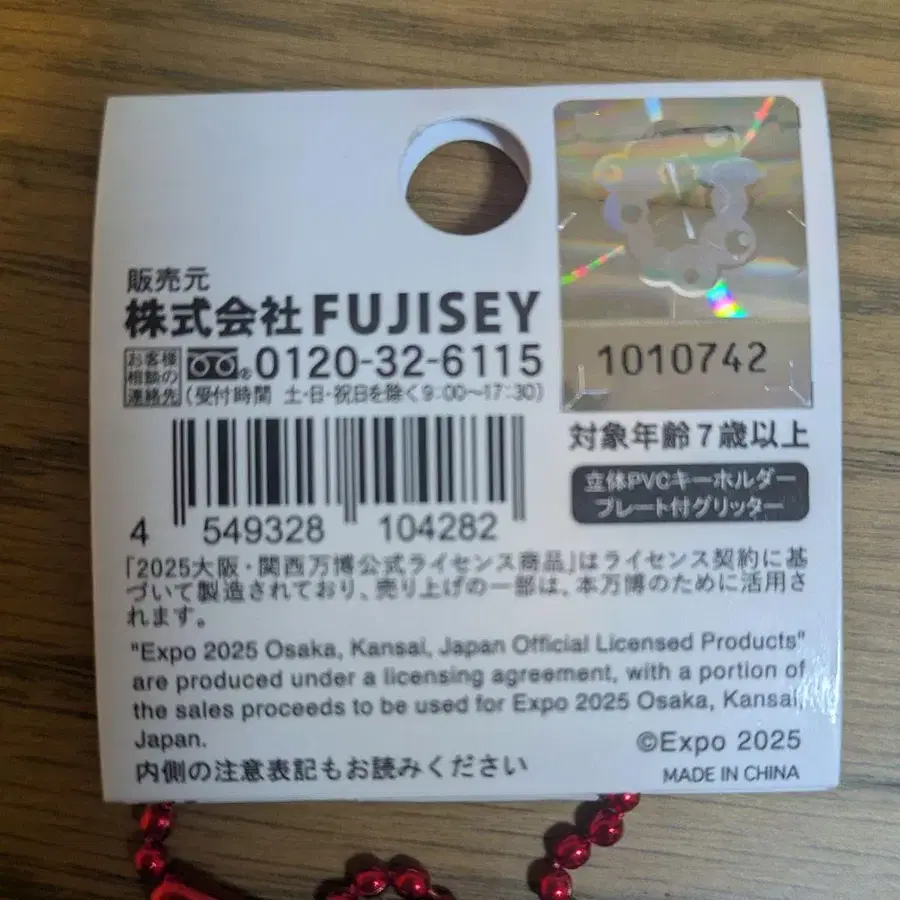 販売元
株式会社FUJISEY
お客様
相談の
連絡先
®0120-32-6115
(受付時間 土・日・祝日を除く9:00〜17:30)
1010742
対象年齢7歳以上
立体PVCキーホルダー
プレート付グリッター
4 549328 104282
「2025大阪・関西万博公式ライセンス商品」はライセンス契約に基
づいて製造されており、売り上げの一部は、本万博のために活用さ
れます。
"Expo 2025 Osaka, Kansai, Japan Official Licensed Products"
are produced under a licensing agreement, with a portion of
the sales proceeds to be used for Expo 2025 Osaka, Kansai,
Japan.
©Expo 2025
内側の注意表記もお読みください
MADE IN CHINA